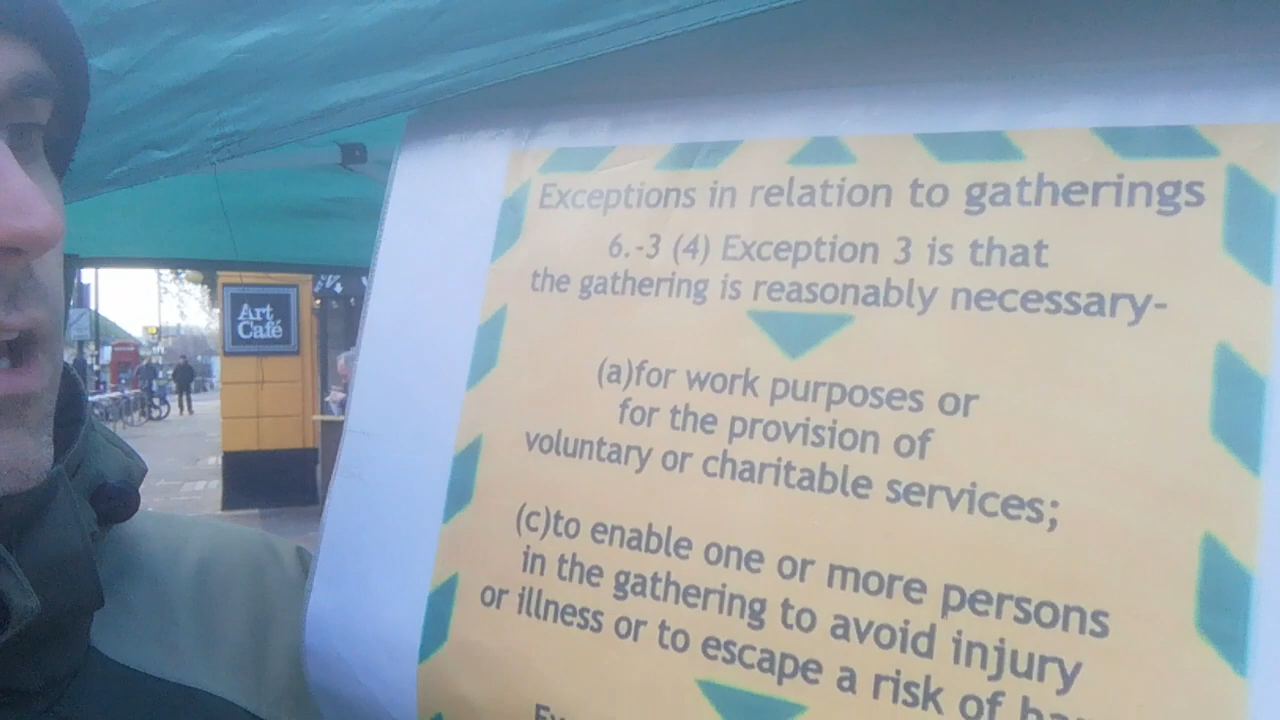 Exceptions in relation to gatherings
6.-3 (4) Exception 3 is that
the gathering is reasonably necessary-
(a)for work purposes or
for the provision of
voluntary or charitable services;
(c)to enable one or more persons
in the gathering to avoid injury
or illness or to escape a risk of
Art
Café